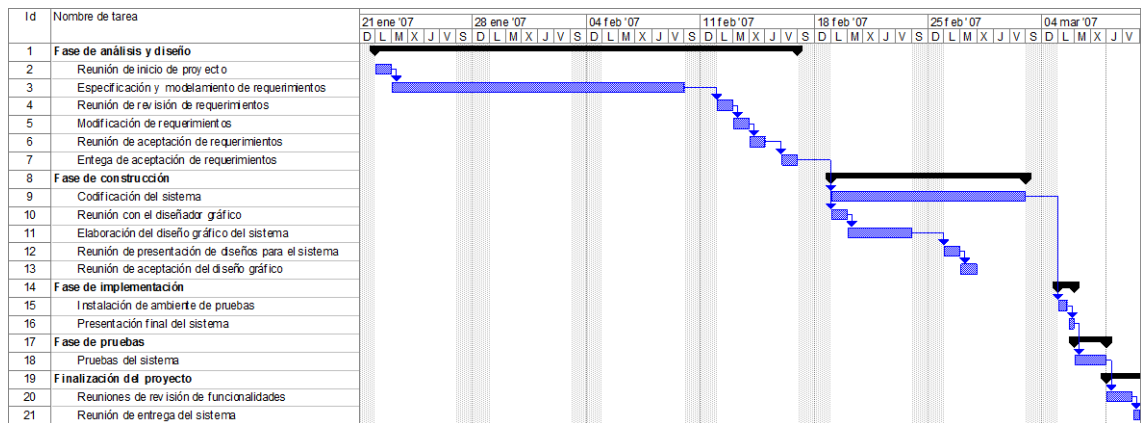 Id Nombre de tarea 21 ene '07 28 ene '07 04 feb '07 11 feb '07 18 feb '07 25 feb '07 04 mar '07
D L M X J V S D L M X J V S D L M X J V S D L M X J V S D L M X J V S D L M X J V S D L M X J V
1 Fase de análisis y diseño
2 Reunión de inicio de proyecto
3 Especificación y modelamiento de requerimientos
4 Reunión de revisión de requerimientos
5 Modificación de requerimientos
6 Reunión de aceptación de requerimientos
7 Entega de aceptación de requerimientos
8 Fase de construcción
9 Codificación del sistema
10 Reunión con el diseñador gráfico
11 Elaboración del diseño gráfico del sistema
12 Reunión de presentación de diseños para el sistema
13 Reunión de aceptación del diseño gráfico
14 Fase de implementación
15 Instalación de ambiente de pruebas
16 Presentación final del sistema
17 Fase de pruebas
18 Pruebas del sistema
19 Finalización del proyecto
20 Reuniones de revisión de funcionalidades
21 Reunión de entrega del sistema